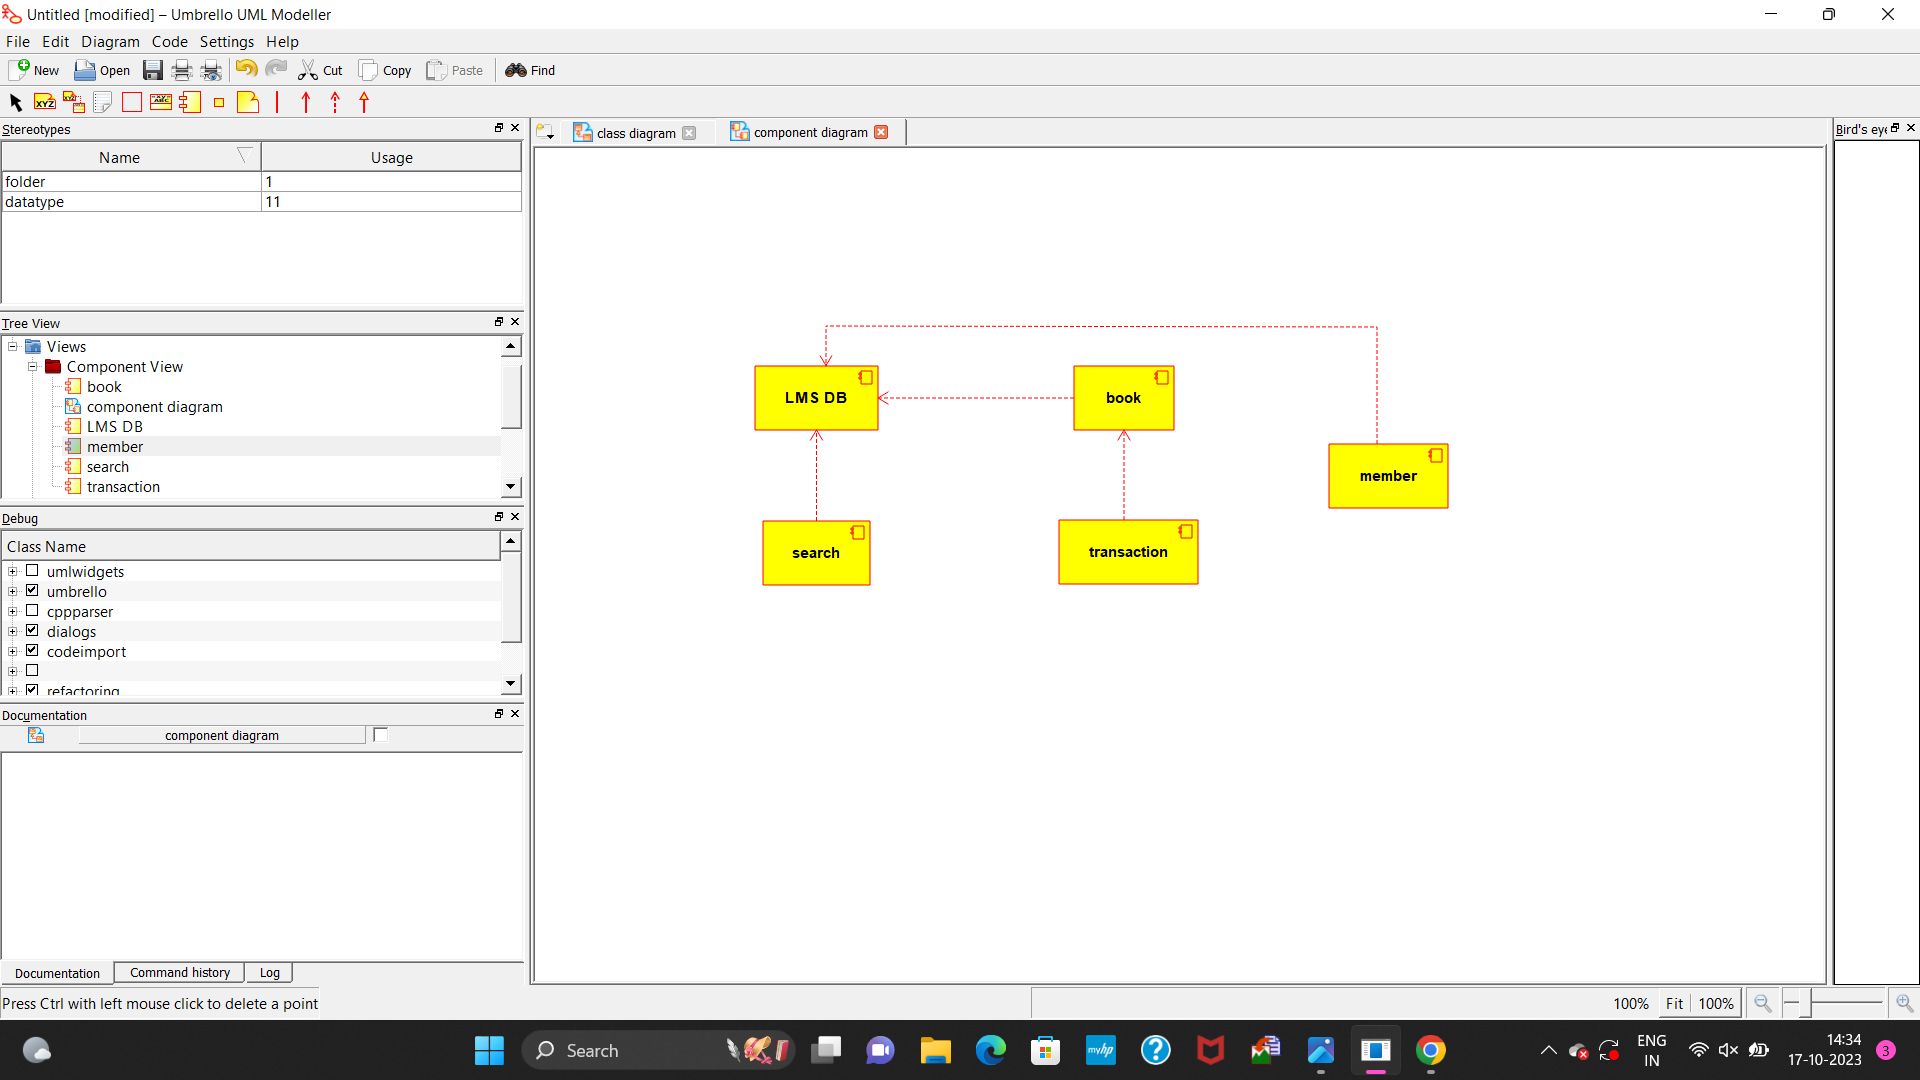 Untitled [modified] – Umbrello UML Modeller
File Edit Diagram Code Settings Help
New Open Cut Copy Paste Find
XYZ XYZ ABC
Stereotypes
Name Usage
folder 1
datatype 11
Tree View
Views
Component View
book
component diagram
LMS DB
member
search
transaction
Debug
Class Name
umlwidgets
umbrello
cppparser
dialogs
codeimport
refactoring
Documentation
component diagram
Documentation Command history Log
Press Ctrl with left mouse click to delete a point
class diagram component diagram
LMS DB
book
member
search
transaction
Bird's eye
100% Fit 100%
Search
myhp
ENG
IN
14:34
17-10-2023
3